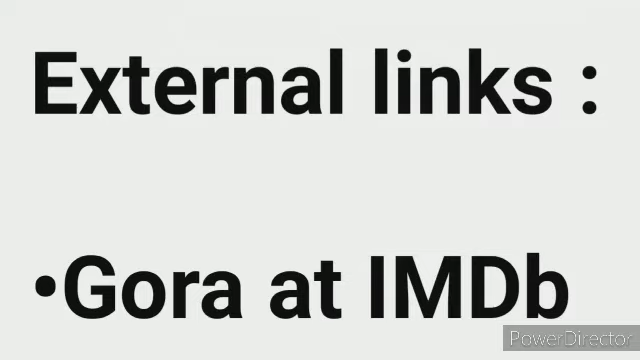 External links :
•Gora at IMDb
PowerDirector